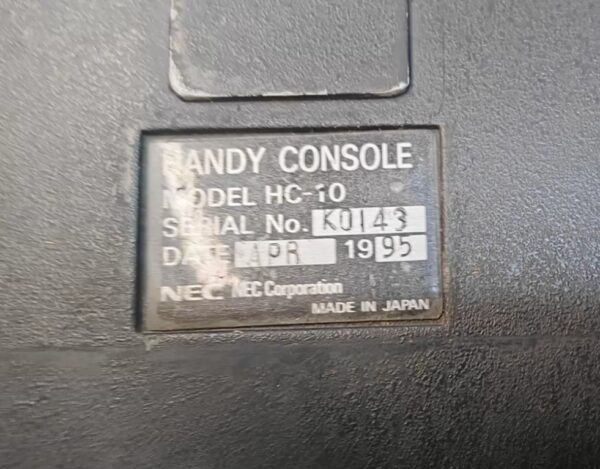 HANDY CONSOLE
MODEL HC-10
SERIAL No. K0143
DATE APR 1995
NEC NEC Corporation
MADE IN JAPAN